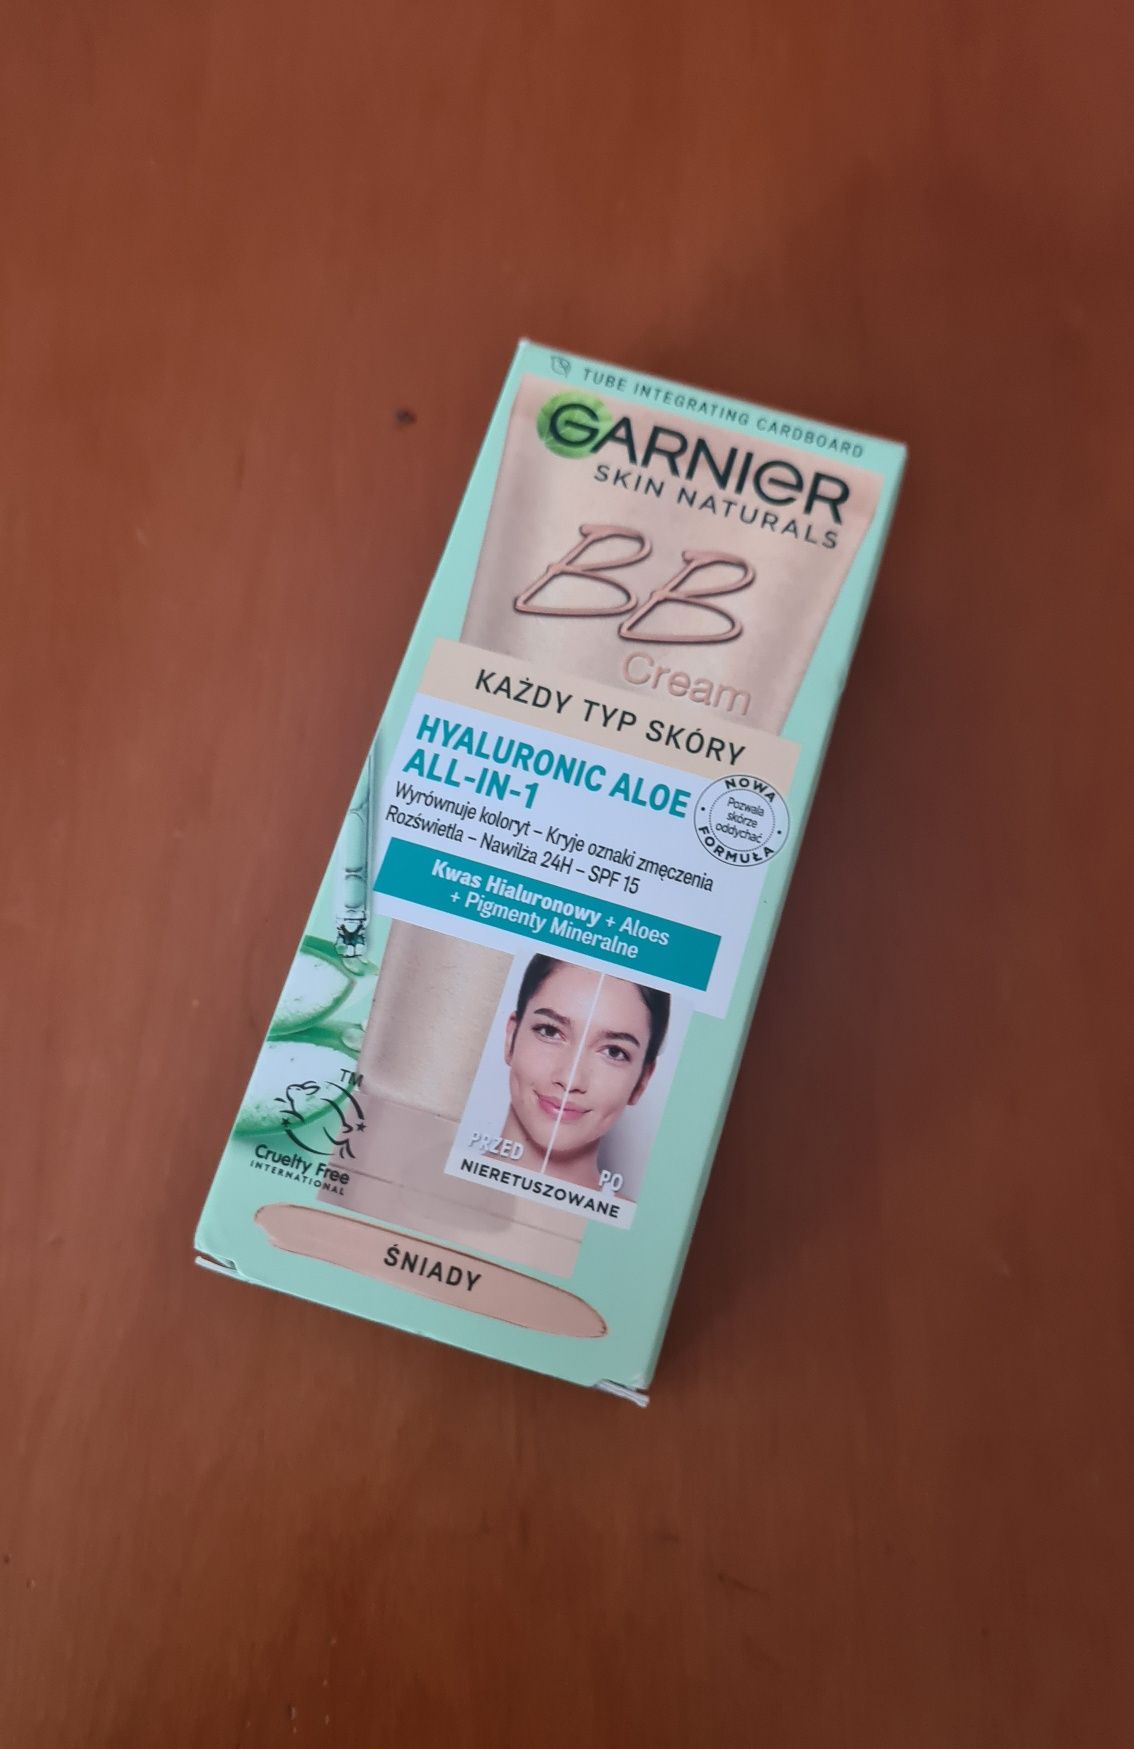 TUBE INTEGRATING CARDBOARD
GARNIER
SKIN NATURALS
BB
Cream
KAŻDY TYP SKÓRY
HYALURONIC ALOE
ALL-IN-1
Wyrównuje koloryt – Kryje oznaki zmęczenia
Rozświetla – Nawilża 24H – SPF 15
NOWA
Pozwala
skórze
oddychać
FORMUŁA
Kwas Hialuronowy + Aloes
+ Pigmenty Mineralne
PRZED
PO
NIERETUSZOWANE
TM
Cruelty Free
INTERNATIONAL
ŚNIADY